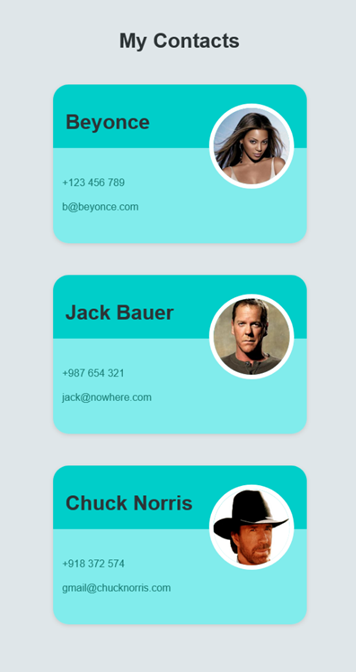 My Contacts
Beyonce
+123 456 789
b@beyonce.com
Jack Bauer
+987 654 321
jack@nowhere.com
Chuck Norris
+918 372 574
gmail@chucknorris.com